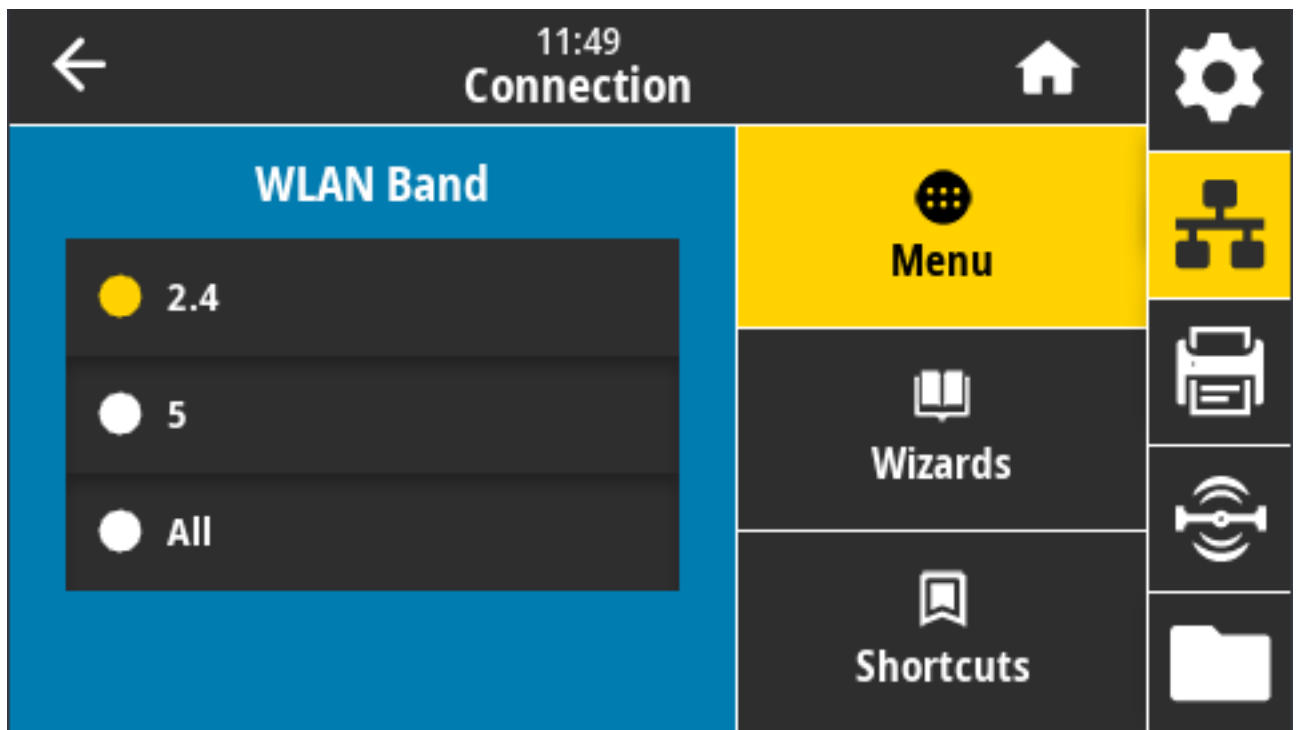 11:49
Connection
WLAN Band
2.4
5
All
Menu
Wizards
Shortcuts